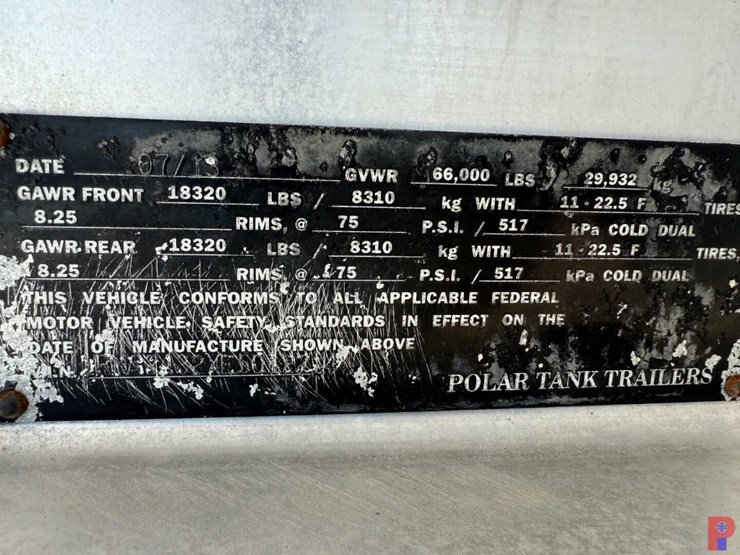 DATE 07/13 GVWR 66,000 LBS 29,932 kg
GAWR FRONT 18320 LBS / 8310 kg WITH 11-22.5 F TIRES
8.25 RIMS, @ 75 P.S.I. / 517 kPa COLD DUAL
GAWR REAR 18320 LBS / 8310 kg WITH 11-22.5 F TIRES,
8.25 RIMS @ 75 P.S.I. / 517 kPa COLD DUAL
THIS VEHICLE CONFORMS TO ALL APPLICABLE FEDERAL
MOTOR VEHICLE SAFETY STANDARDS IN EFFECT ON THE
DATE OF MANUFACTURE SHOWN ABOVE
POLAR TANK TRAILERS